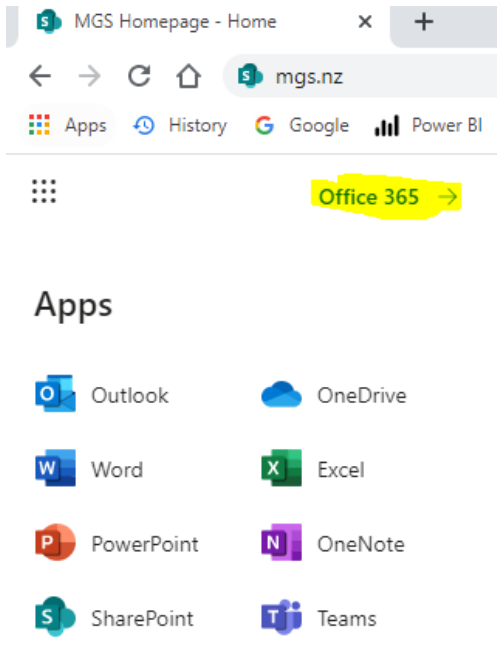 MGS Homepage - Home
mgs.nz
Apps History Google Power BI
Office 365 →
Apps
Outlook OneDrive
Word Excel
PowerPoint OneNote
SharePoint Teams